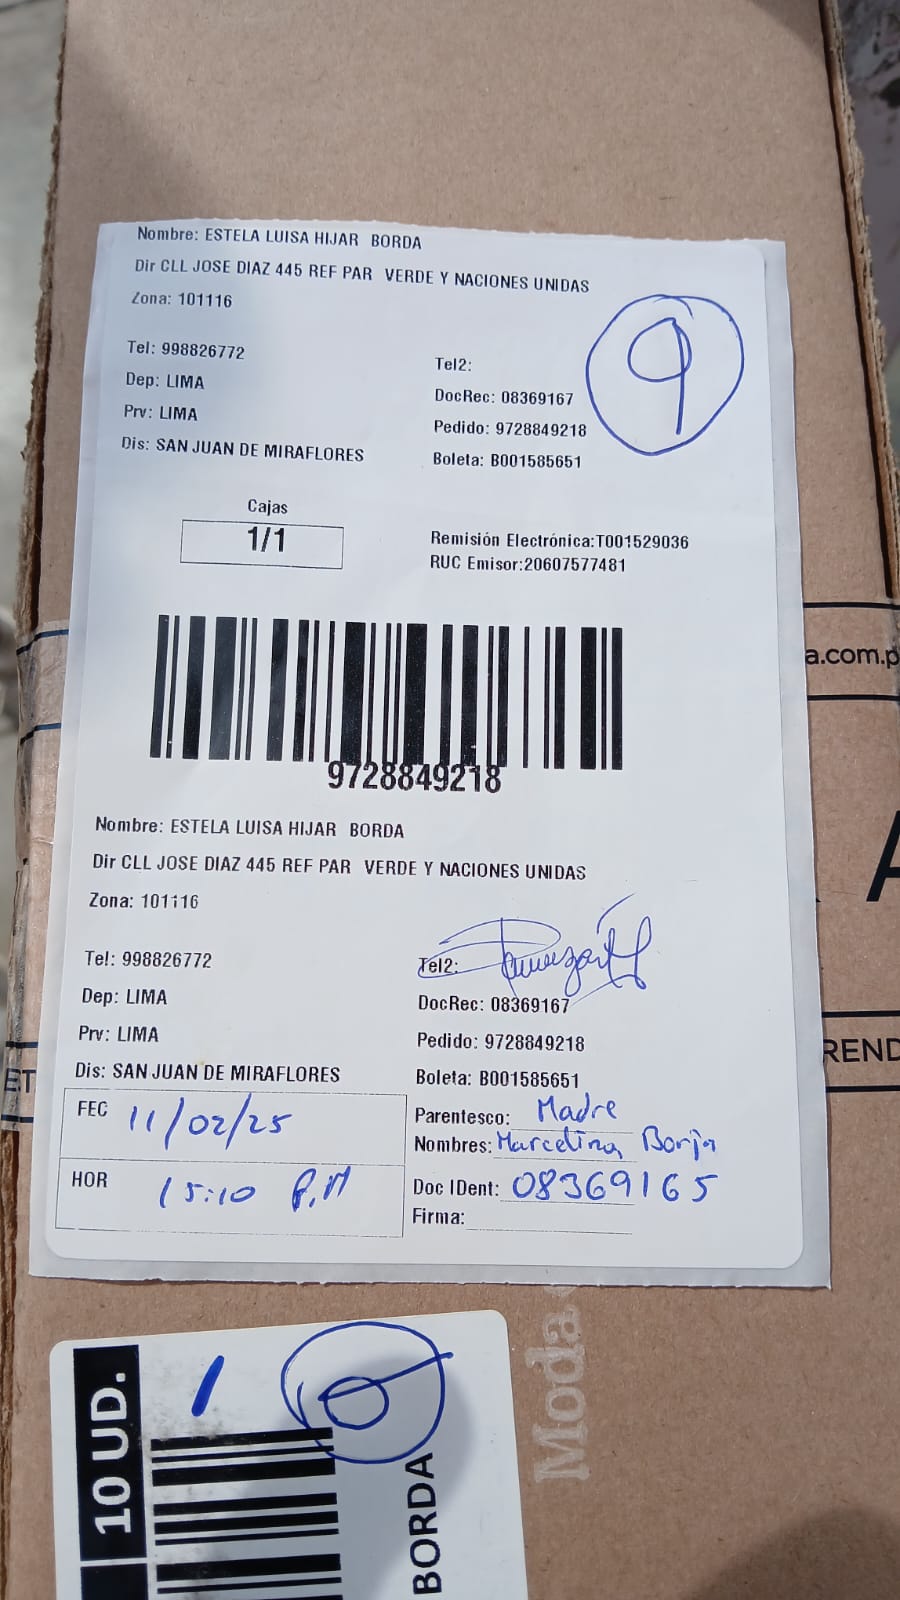 Nombre: ESTELA LUISA HIJAR BORDA
Dir CLL JOSE DIAZ 445 REF PAR VERDE Y NACIONES UNIDAS
Zona: 101116
9
Tel: 998826772
Tel2:
Dep: LIMA
DocRec: 08369167
Prv: LIMA
Pedido: 9728849218
Dis: SAN JUAN DE MIRAFLORES
Boleta: B001585651
Cajas
1/1
Remisión Electrónica:T001529036
RUC Emisor:20607577481
a.com.p
9728849218
Nombre: ESTELA LUISA HIJAR BORDA
Dir CLL JOSE DIAZ 445 REF PAR VERDE Y NACIONES UNIDAS
Zona: 101116
Tel: 998826772
Tel2:
Dep: LIMA
DocRec: 08369167
Prv: LIMA
Pedido: 9728849218
REND
Dis: SAN JUAN DE MIRAFLORES
Boleta: B001585651
ET
FEC 11/02/25
Parentesco: Madre
Nombres: Marcelina Borja
HOR 15:10 P.M
Doc IDent: 08369165
Firma:
Moda
10 UD.
1
BORDA